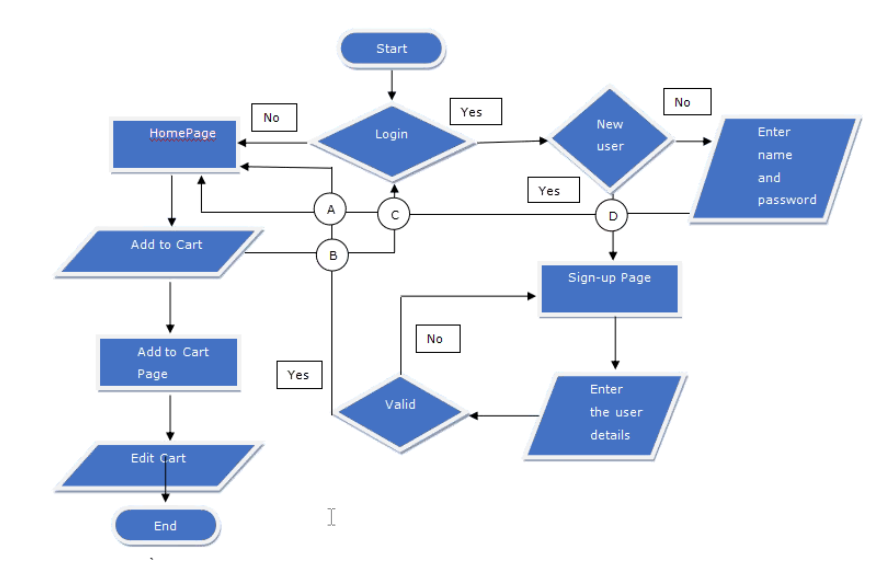 Start
No
Yes
No
HomePage
Login
New
user
Enter
name
and
password
Yes
A
C
D
Add to Cart
B
Sign-up Page
No
Add to Cart
Page
Yes
Valid
Enter
the user
details
Edit Cart
End